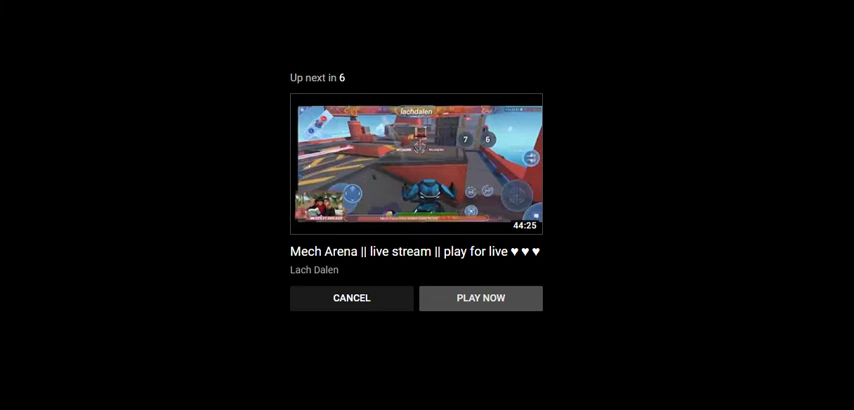 Up next in 6
lachdalen
7 6
44:25
Mech Arena || live stream || play for live ♥ ♥ ♥
Lach Dalen
CANCEL PLAY NOW